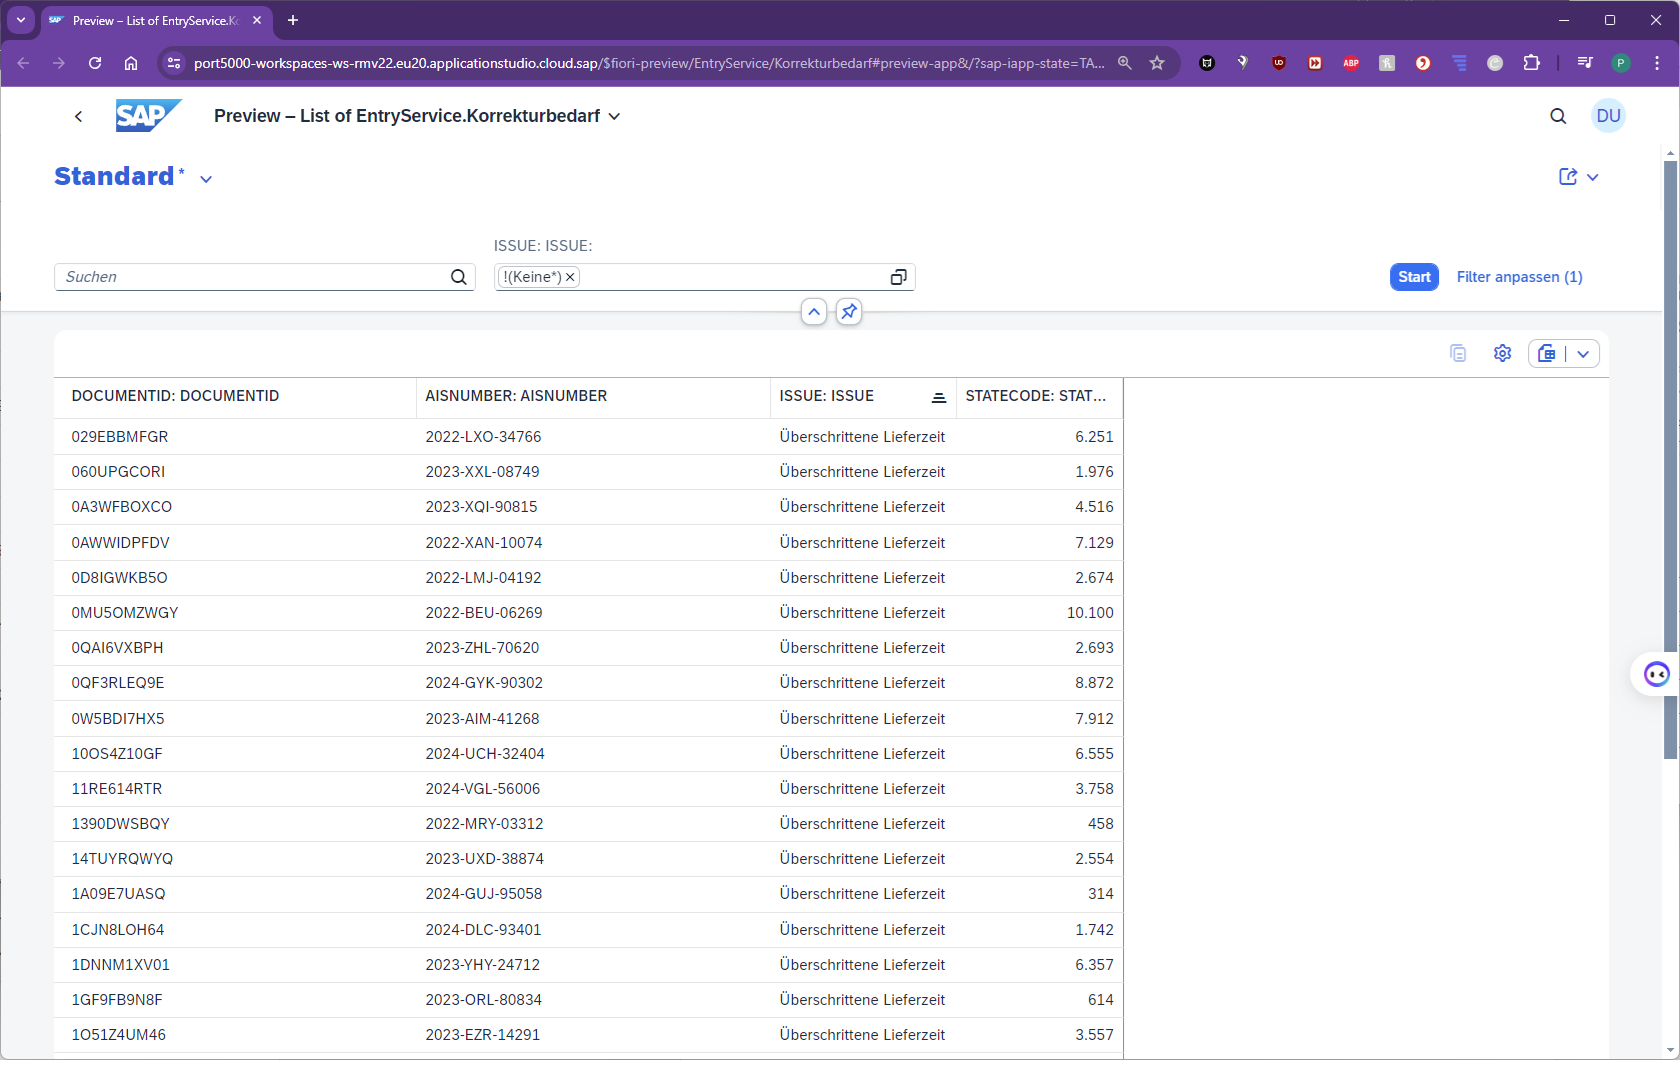 SAP Preview – List of EntryService.Ko
port5000-workspaces-ws-rmv22.eu20.applicationstudio.cloud.sap/$fiori-preview/EntryService/Korrekturbedarf#preview-app&/?sap-iapp-state=TA...
ABP
P
SAP
Preview – List of EntryService.Korrekturbedarf
DU
Standard*
ISSUE: ISSUE:
Suchen
!(Keine*)
Start
Filter anpassen (1)
DOCUMENTID: DOCUMENTID AISNUMBER: AISNUMBER ISSUE: ISSUE STATECODE: STAT...
029EBBMFGR 2022-LXO-34766 Überschrittene Lieferzeit 6.251
060UPGCORI 2023-XXL-08749 Überschrittene Lieferzeit 1.976
0A3WFBOXCO 2023-XQI-90815 Überschrittene Lieferzeit 4.516
0AWWIDPFDV 2022-XAN-10074 Überschrittene Lieferzeit 7.129
0D8IGWKB5O 2022-LMJ-04192 Überschrittene Lieferzeit 2.674
0MU5OMZWGY 2022-BEU-06269 Überschrittene Lieferzeit 10.100
0QAI6VXBPH 2023-ZHL-70620 Überschrittene Lieferzeit 2.693
0QF3RLEQ9E 2024-GYK-90302 Überschrittene Lieferzeit 8.872
0W5BDI7HX5 2023-AIM-41268 Überschrittene Lieferzeit 7.912
10OS4Z10GF 2024-UCH-32404 Überschrittene Lieferzeit 6.555
11RE614RTR 2024-VGL-56006 Überschrittene Lieferzeit 3.758
1390DWSBQY 2022-MRY-03312 Überschrittene Lieferzeit 458
14TUYRQWYQ 2023-UXD-38874 Überschrittene Lieferzeit 2.554
1A09E7UASQ 2024-GUJ-95058 Überschrittene Lieferzeit 314
1CJN8LOH64 2024-DLC-93401 Überschrittene Lieferzeit 1.742
1DNNM1XV01 2023-YHY-24712 Überschrittene Lieferzeit 6.357
1GF9FB9N8F 2023-ORL-80834 Überschrittene Lieferzeit 614
1O51Z4UM46 2023-EZR-14291 Überschrittene Lieferzeit 3.557